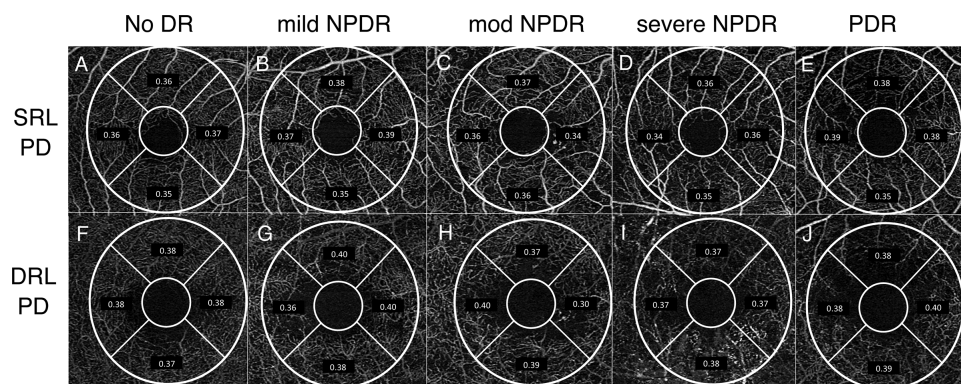 No DR mild NPDR mod NPDR severe NPDR PDR
SRL PD
A B C D E
0.36 0.38 0.37 0.36 0.38
0.36 0.37 0.37 0.39 0.36 0.34 0.34 0.36 0.39 0.38
0.35 0.35 0.36 0.35 0.35
DRL PD
F G H I J
0.38 0.40 0.37 0.37 0.38
0.38 0.38 0.36 0.40 0.40 0.30 0.37 0.37 0.38 0.40
0.37 0.38 0.39 0.38 0.39